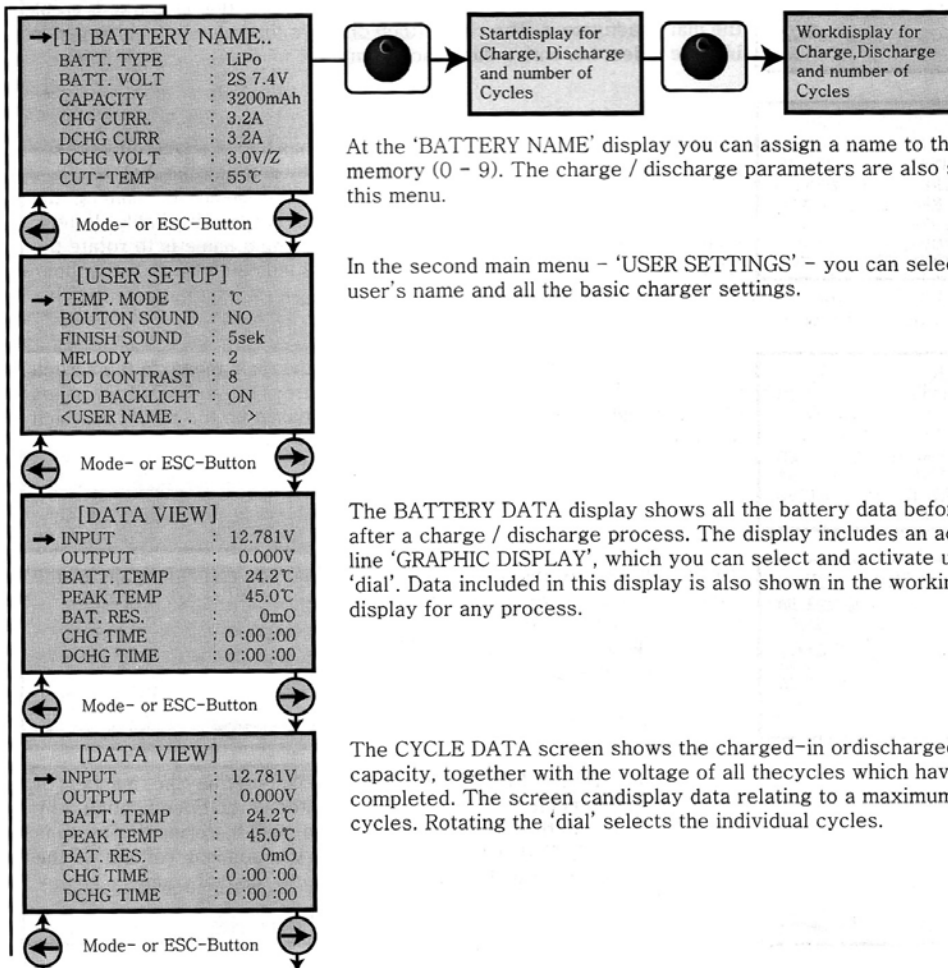 [1] BATTERY NAME..
BATT. TYPE : LiPo
BATT. VOLT : 2S 7.4V
CAPACITY : 3200mAh
CHG CURR. : 3.2A
DCHG CURR : 3.2A
DCHG VOLT : 3.0V/Z
CUT-TEMP : 55℃
Startdisplay for
Charge, Discharge
and number of
Cycles
Workdisplay for
Charge,Discharge
and number of
Cycles
At the 'BATTERY NAME' display you can assign a name to th
memory (0 - 9). The charge / discharge parameters are also s
this menu.
Mode- or ESC-Button
[USER SETUP]
TEMP. MODE : ℃
BOUTON SOUND : NO
FINISH SOUND : 5sek
MELODY : 2
LCD CONTRAST : 8
LCD BACKLICHT : ON
<USER NAME . . >
In the second main menu - 'USER SETTINGS' - you can selec
user's name and all the basic charger settings.
Mode- or ESC-Button
[DATA VIEW]
INPUT : 12.781V
OUTPUT : 0.000V
BATT. TEMP : 24.2℃
PEAK TEMP : 45.0℃
BAT. RES. : 0mO
CHG TIME : 0 :00 :00
DCHG TIME : 0 :00 :00
The BATTERY DATA display shows all the battery data befor
after a charge / discharge process. The display includes an ac
line 'GRAPHIC DISPLAY', which you can select and activate u
'dial'. Data included in this display is also shown in the workin
display for any process.
Mode- or ESC-Button
[DATA VIEW]
INPUT : 12.781V
OUTPUT : 0.000V
BATT. TEMP : 24.2℃
PEAK TEMP : 45.0℃
BAT. RES. : 0mO
CHG TIME : 0 :00 :00
DCHG TIME : 0 :00 :00
The CYCLE DATA screen shows the charged-in ordischarged
capacity, together with the voltage of all thecycles which hav
completed. The screen candisplay data relating to a maximum
cycles. Rotating the 'dial' selects the individual cycles.
Mode- or ESC-Button